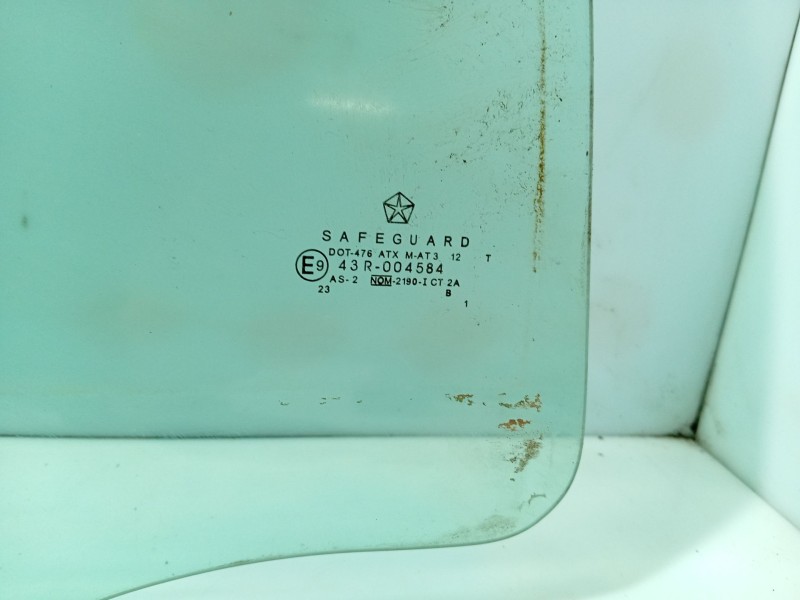 SAFEGUARD
DOT-476 ATX M-AT3 12 T
E9 43R-004584
AS-2 NOM-2190-I CT 2A
23 B
1